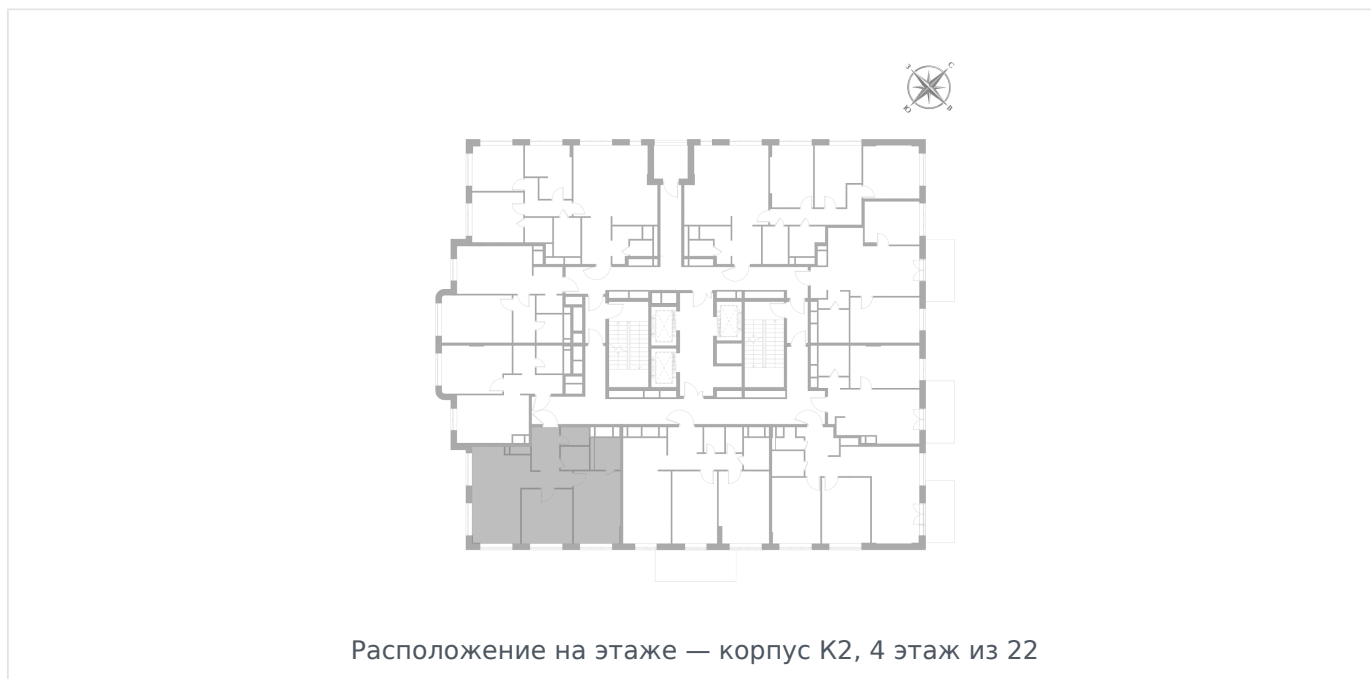 З
С
Ю
В
Расположение на этаже — корпус К2, 4 этаж из 22